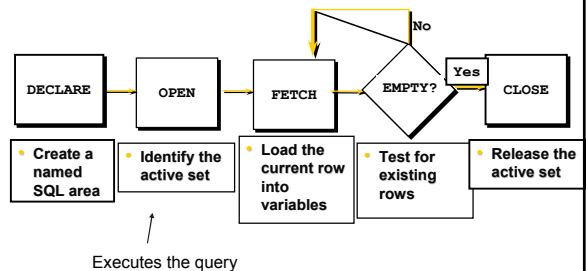 No
DECLARE
OPEN
FETCH
EMPTY?
Yes
CLOSE
• Create a
named
SQL area
• Identify the
active set
• Load the
current row
into
variables
• Test for
existing
rows
• Release the
active set
Executes the query